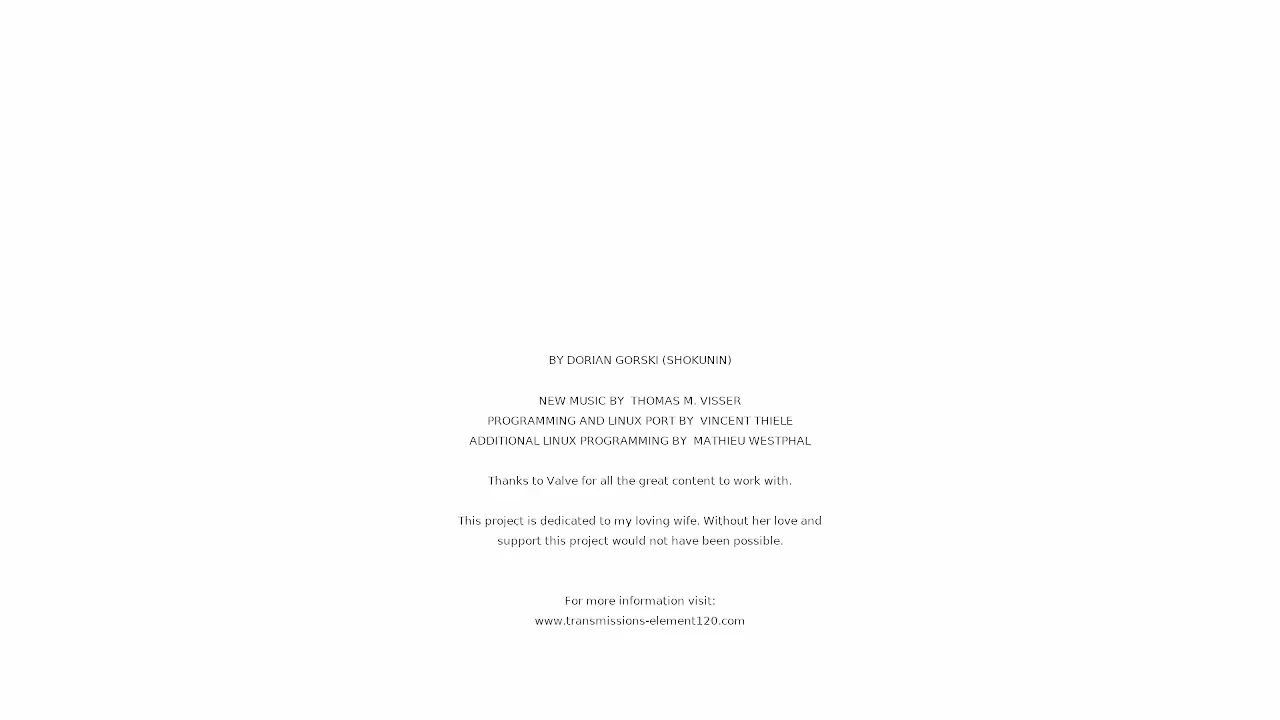 BY DORIAN GORSKI (SHOKUNIN)
NEW MUSIC BY  THOMAS M. VISSER
PROGRAMMING AND LINUX PORT BY  VINCENT THIELE
ADDITIONAL LINUX PROGRAMMING BY  MATHIEU WESTPHAL
Thanks to Valve for all the great content to work with.
This project is dedicated to my loving wife. Without her love and
support this project would not have been possible.
For more information visit:
www.transmissions-element120.com